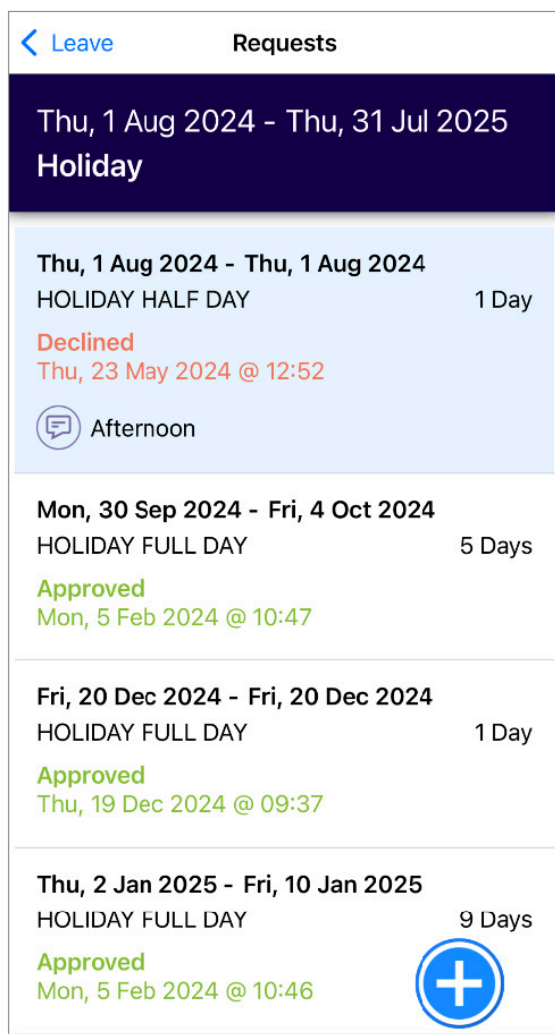 Leave
Requests
Thu, 1 Aug 2024 - Thu, 31 Jul 2025
Holiday
Thu, 1 Aug 2024 - Thu, 1 Aug 2024
HOLIDAY HALF DAY 1 Day
Declined
Thu, 23 May 2024 @ 12:52
Afternoon
Mon, 30 Sep 2024 - Fri, 4 Oct 2024
HOLIDAY FULL DAY 5 Days
Approved
Mon, 5 Feb 2024 @ 10:47
Fri, 20 Dec 2024 - Fri, 20 Dec 2024
HOLIDAY FULL DAY 1 Day
Approved
Thu, 19 Dec 2024 @ 09:37
Thu, 2 Jan 2025 - Fri, 10 Jan 2025
HOLIDAY FULL DAY 9 Days
Approved
Mon, 5 Feb 2024 @ 10:46